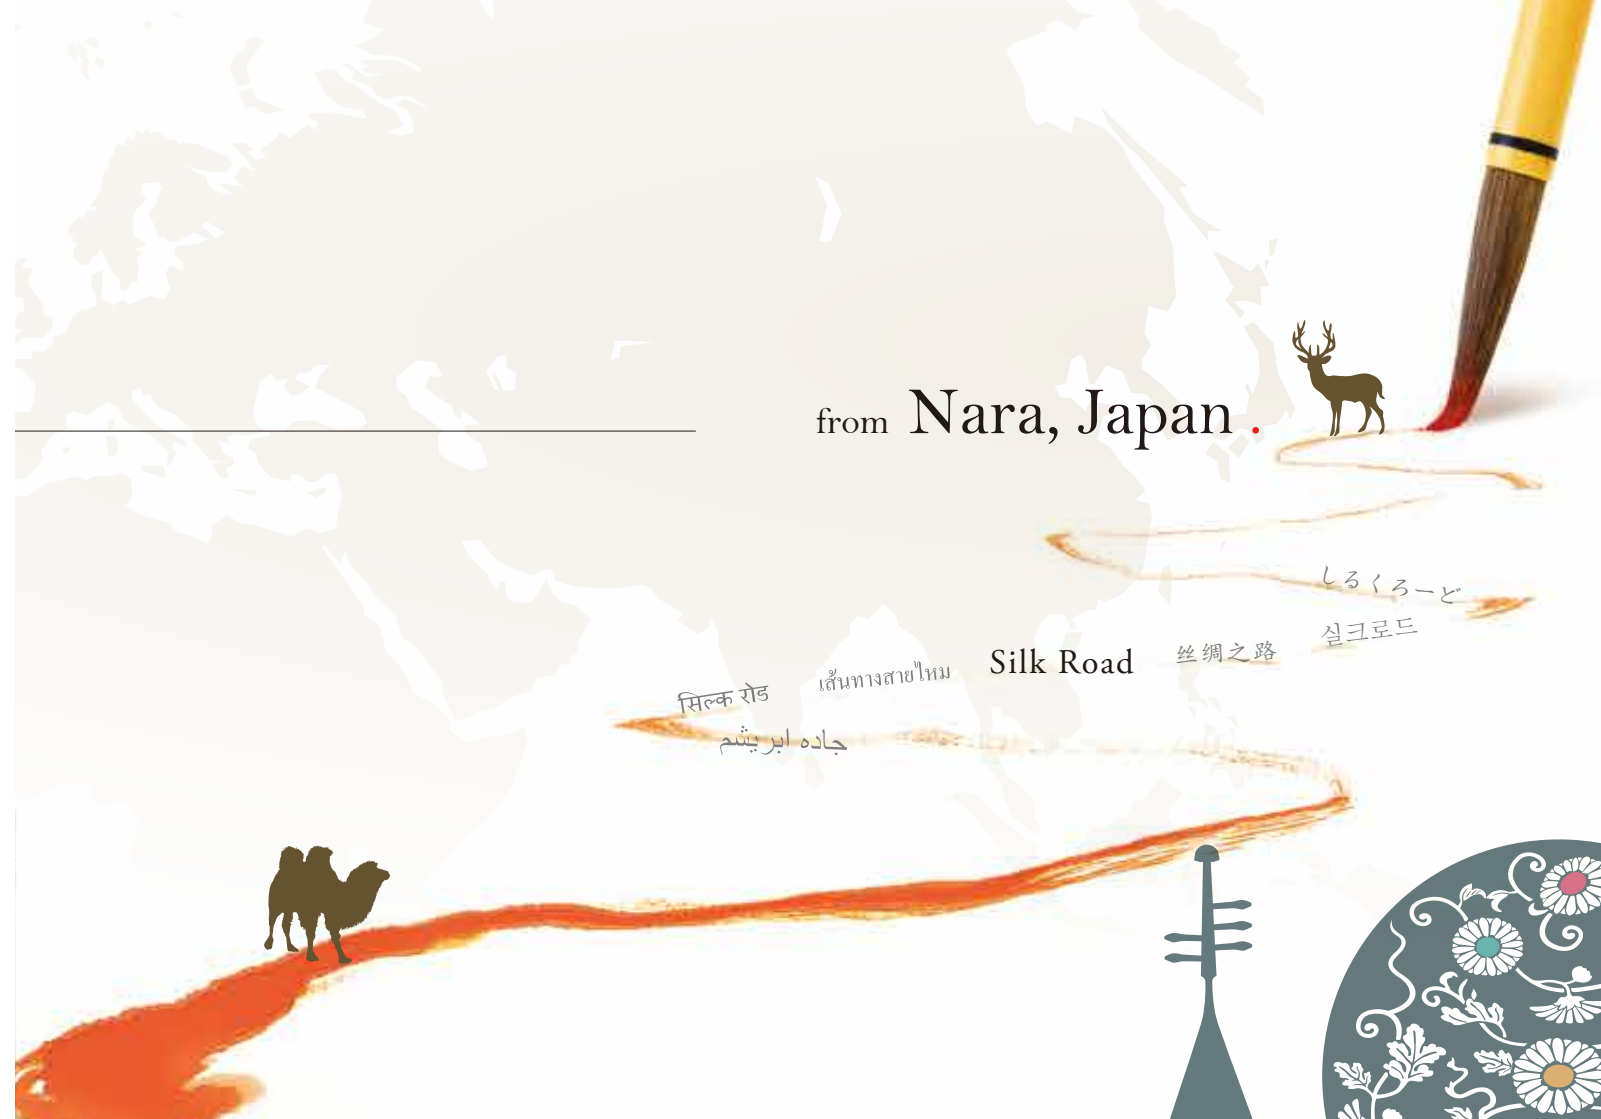 from Nara, Japan .
しるくろーど
실크로드
丝绸之路
Silk Road
เส้นทางสายไหม
सिल्क रोड
جاده ابریشم